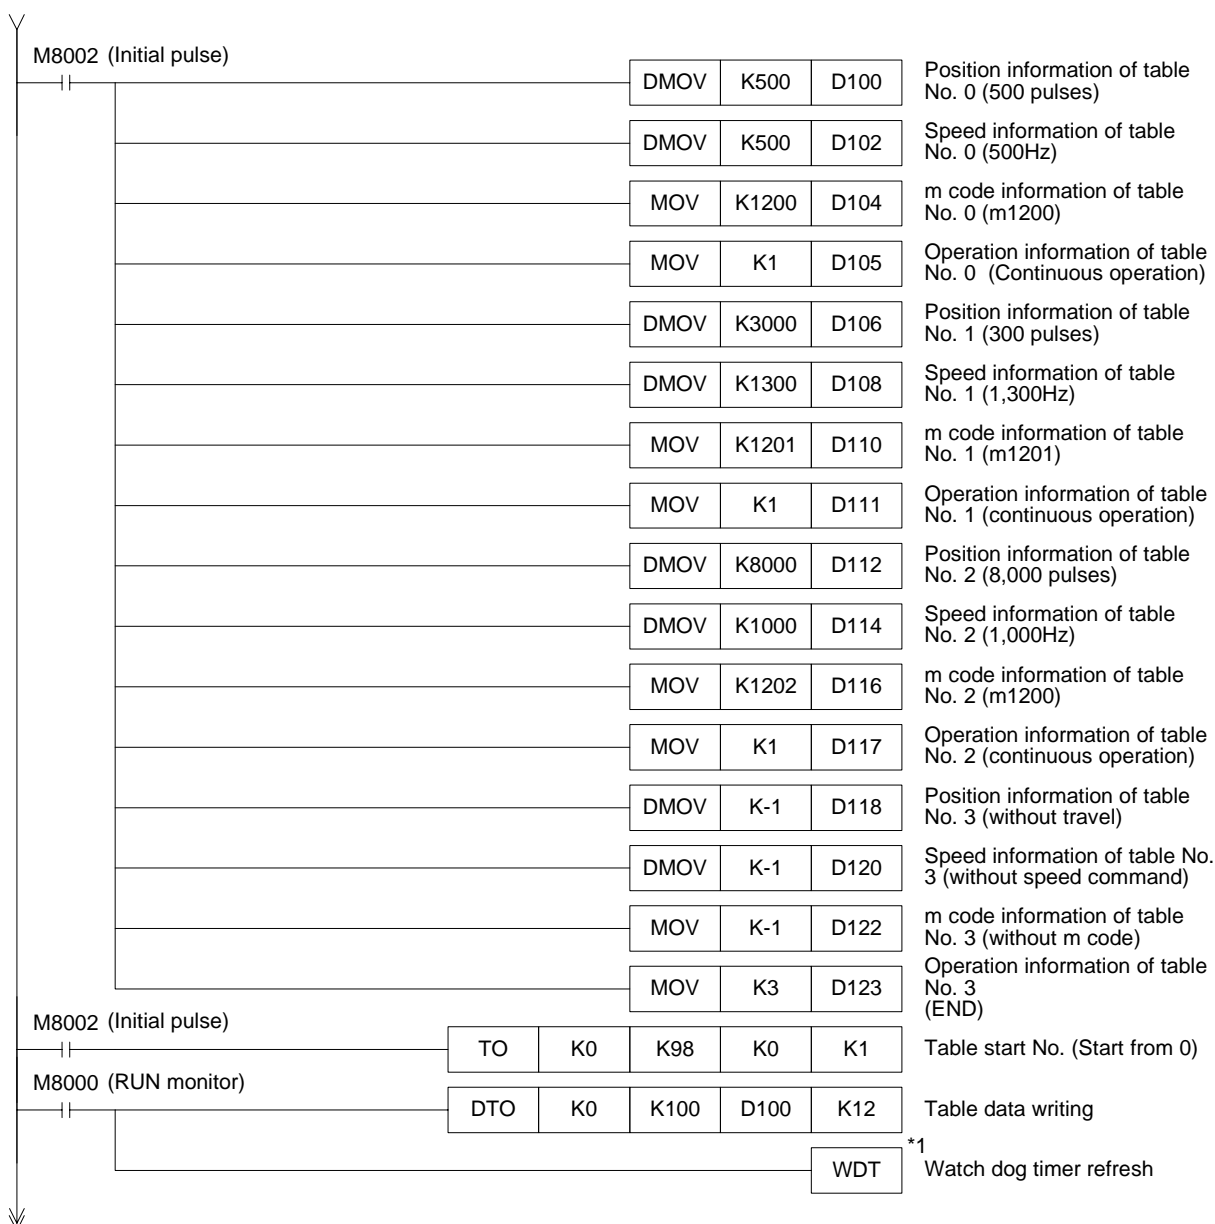 M8002 (Initial pulse)
DMOV K500 D100 Position information of table
No. 0 (500 pulses)
DMOV K500 D102 Speed information of table
No. 0 (500Hz)
MOV K1200 D104 m code information of table
No. 0 (m1200)
MOV K1 D105 Operation information of table
No. 0 (Continuous operation)
DMOV K3000 D106 Position information of table
No. 1 (300 pulses)
DMOV K1300 D108 Speed information of table
No. 1 (1,300Hz)
MOV K1201 D110 m code information of table
No. 1 (m1201)
MOV K1 D111 Operation information of table
No. 1 (continuous operation)
DMOV K8000 D112 Position information of table
No. 2 (8,000 pulses)
DMOV K1000 D114 Speed information of table
No. 2 (1,000Hz)
MOV K1202 D116 m code information of table
No. 2 (m1200)
MOV K1 D117 Operation information of table
No. 2 (continuous operation)
DMOV K-1 D118 Position information of table
No. 3 (without travel)
DMOV K-1 D120 Speed information of table No.
3 (without speed command)
MOV K-1 D122 m code information of table
No. 3 (without m code)
MOV K3 D123 Operation information of table
No. 3
(END)
M8002 (Initial pulse)
TO K0 K98 K0 K1 Table start No. (Start from 0)
M8000 (RUN monitor)
DTO K0 K100 D100 K12 Table data writing
WDT *1 Watch dog timer refresh